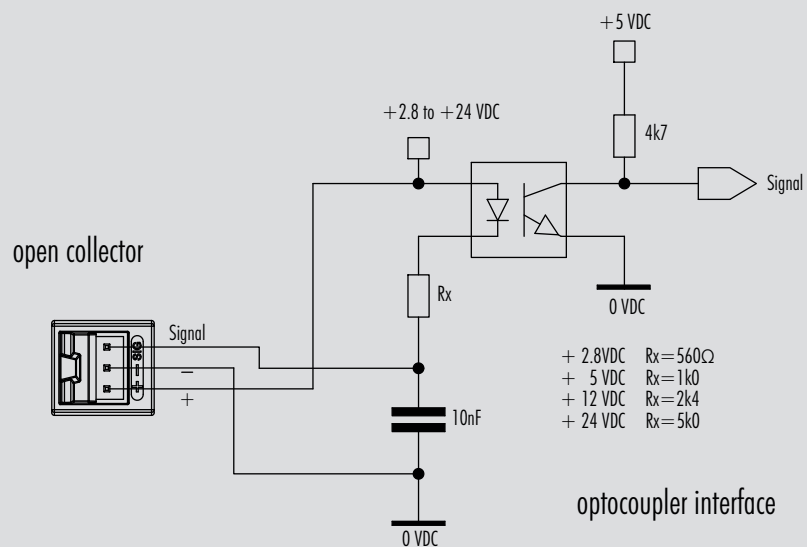 +5 VDC
+2.8 to +24 VDC
4k7
Signal
open collector
0 VDC
Rx
Signal
SIG
−
+
−
+
+ 2.8VDC Rx=560Ω
+ 5 VDC Rx=1k0
+ 12 VDC Rx=2k4
+ 24 VDC Rx=5k0
10nF
optocoupler interface
0 VDC